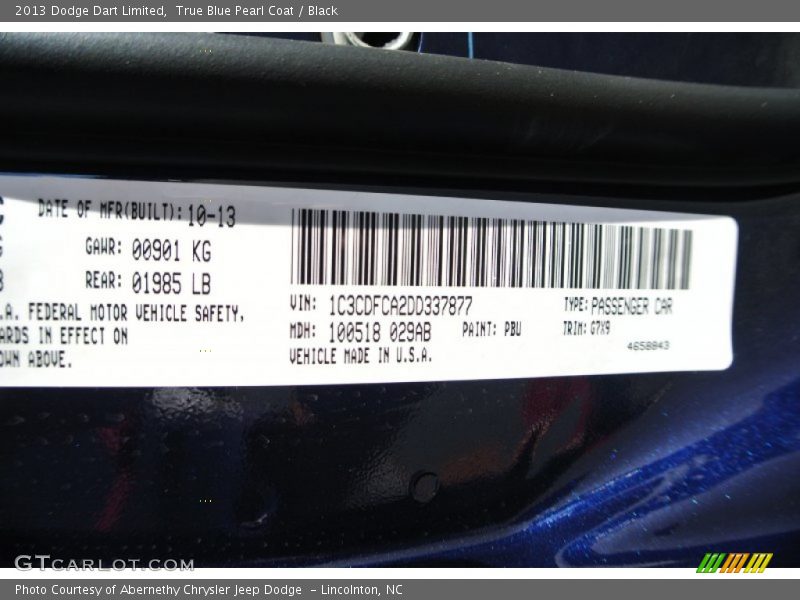 2013 Dodge Dart Limited, True Blue Pearl Coat / Black
DATE OF MFR(BUILT): 10-13
GAWR: 00901 KG
REAR: 01985 LB
.A. FEDERAL MOTOR VEHICLE SAFETY,
ARDS IN EFFECT ON
OWN ABOVE.
VIN: 1C3CDFCA2DD337877
TYPE: PASSENGER CAR
MDH: 100518 029AB PAINT: PBU TRIM: G7X9
VEHICLE MADE IN U.S.A.
4658843
GTCARLOT.COM
Photo Courtesy of Abernethy Chrysler Jeep Dodge - Lincolnton, NC